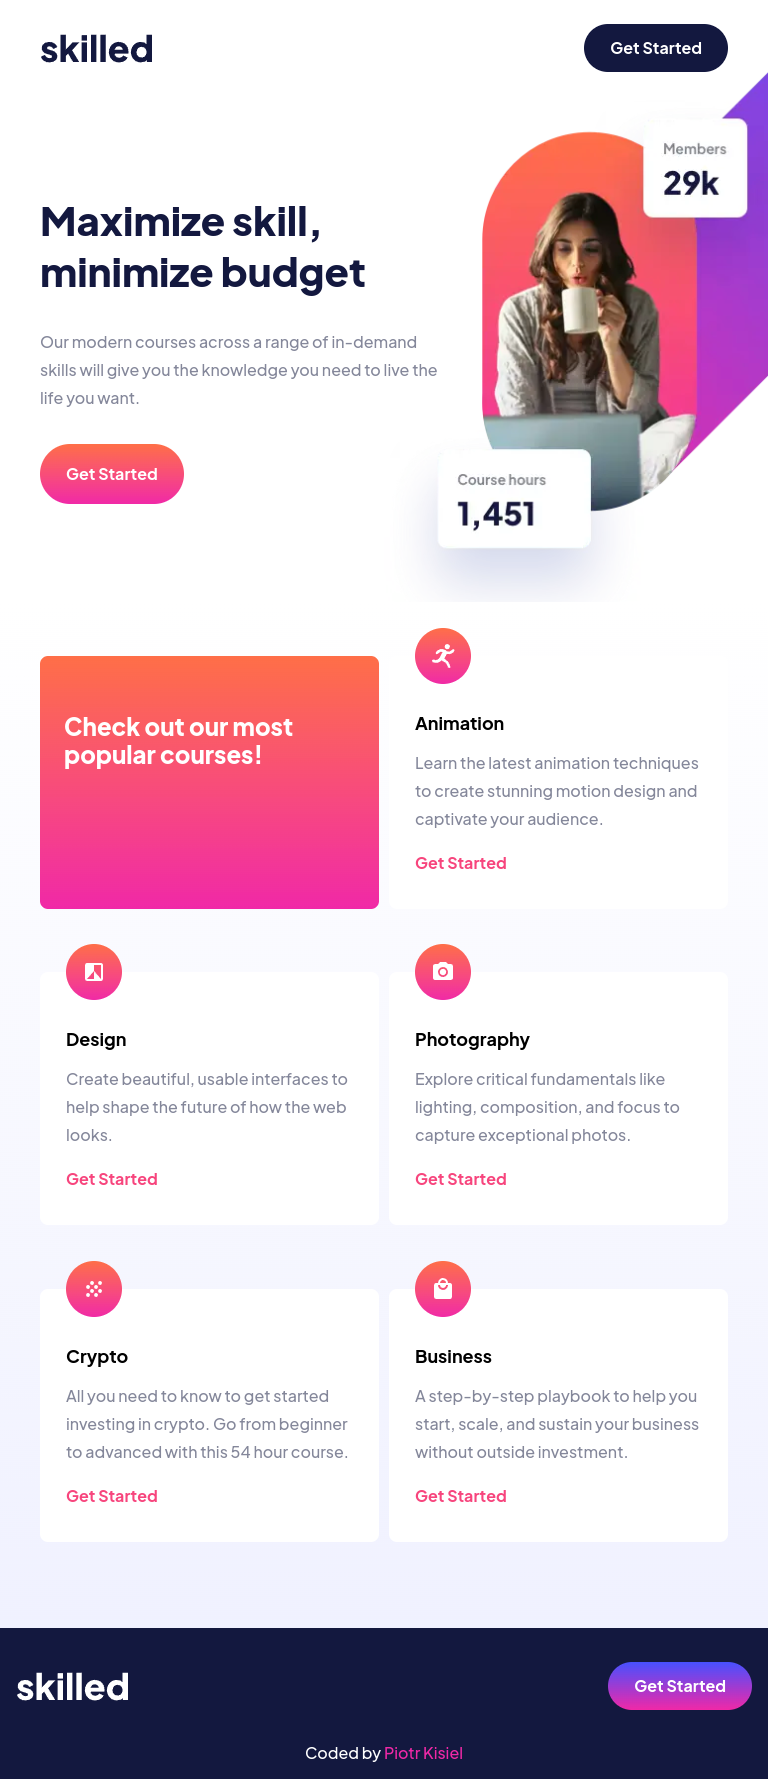 skilled
Get Started
Members
29k
Maximize skill,
minimize budget
Our modern courses across a range of in-demand
skills will give you the knowledge you need to live the
life you want.
Get Started
Course hours
1,451
Check out our most
popular courses!
Animation
Learn the latest animation techniques
to create stunning motion design and
captivate your audience.
Get Started
Design
Create beautiful, usable interfaces to
help shape the future of how the web
looks.
Get Started
Photography
Explore critical fundamentals like
lighting, composition, and focus to
capture exceptional photos.
Get Started
Crypto
All you need to know to get started
investing in crypto. Go from beginner
to advanced with this 54 hour course.
Get Started
Business
A step-by-step playbook to help you
start, scale, and sustain your business
without outside investment.
Get Started
skilled
Get Started
Coded by Piotr Kisiel